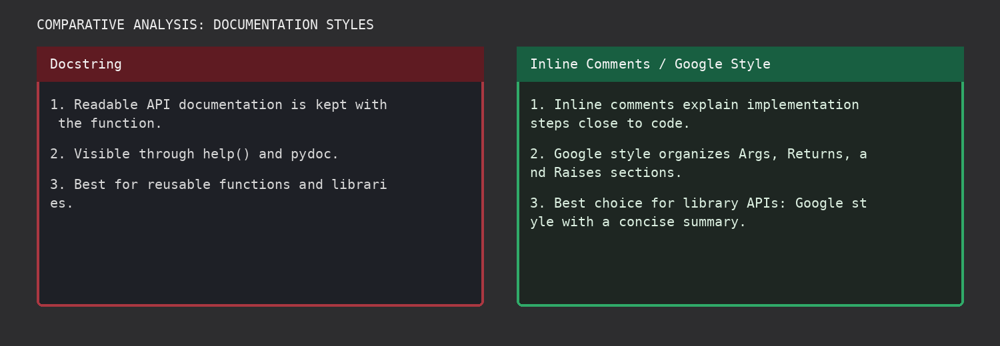 COMPARATIVE ANALYSIS: DOCUMENTATION STYLES
Docstring
1. Readable API documentation is kept with
the function.
2. Visible through help() and pydoc.
3. Best for reusable functions and librari
es.
Inline Comments / Google Style
1. Inline comments explain implementation
steps close to code.
2. Google style organizes Args, Returns, a
nd Raises sections.
3. Best choice for library APIs: Google st
yle with a concise summary.